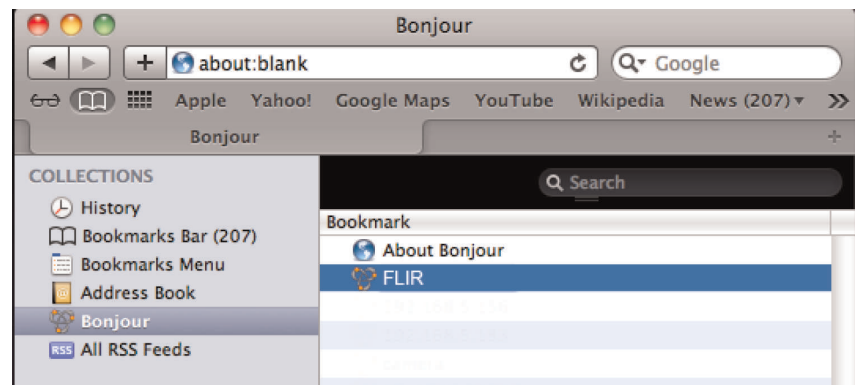 Bonjour
about:blank
Google
Apple Yahoo! Google Maps YouTube Wikipedia News (207)
Bonjour
COLLECTIONS
History
Bookmarks Bar (207)
Bookmarks Menu
Address Book
Bonjour
RSS All RSS Feeds
Search
Bookmark
About Bonjour
FLIR